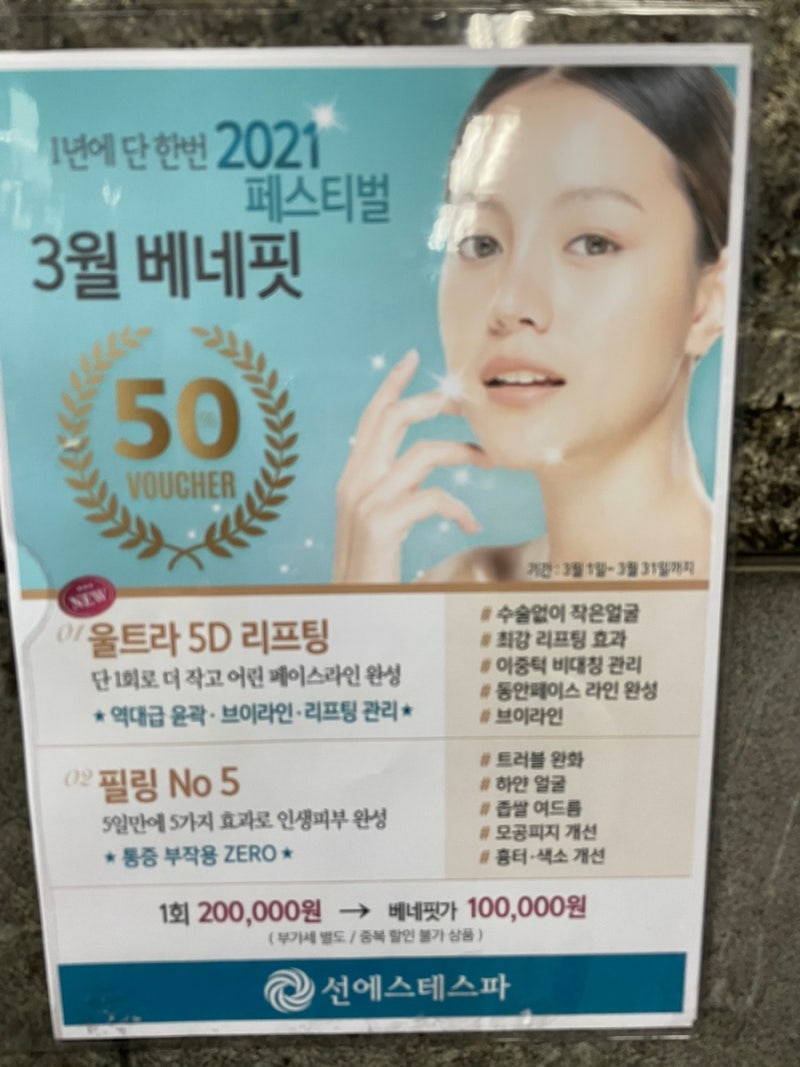 1년에 단 한번 2021
페스티벌
3월 베네핏
50%
VOUCHER
기간 : 3월 1일~ 3월 31일까지
NEW
01 울트라 5D 리프팅
단 1회로 더 작고 어린 페이스라인 완성
★ 역대급 윤곽 · 브이라인 · 리프팅 관리 ★
# 수술없이 작은얼굴
# 최강 리프팅 효과
# 이중턱 비대칭 관리
# 동안페이스 라인 완성
# 브이라인
02 필링 No 5
5일만에 5가지 효과로 인생피부 완성
★ 통증 부작용 ZERO ★
# 트러블 완화
# 하얀 얼굴
# 좁쌀 여드름
# 모공피지 개선
# 흉터·색소 개선
1회 200,000원 → 베네핏가 100,000원
( 부가세 별도 / 중복 할인 불가 상품 )
선에스테스파